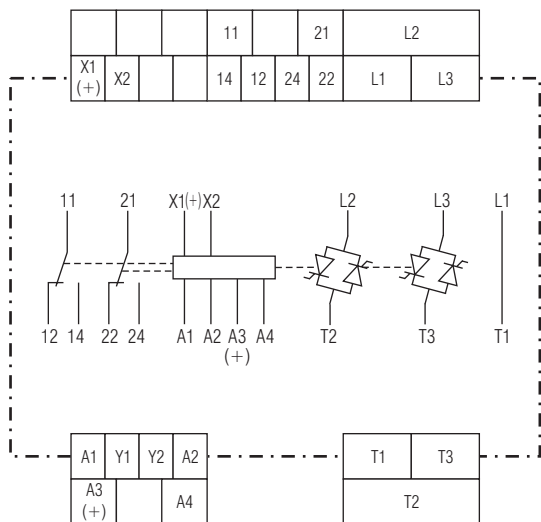 11 21 L2
X1 X2 14 12 24 22 L1 L3
(+)
11 21 X1(+) X2 L2 L3 L1
12 14 22 24 A1 A2 A3 A4 T2 T3 T1
(+)
A1 Y1 Y2 A2 T1 T3
A3 A4 T2
(+)